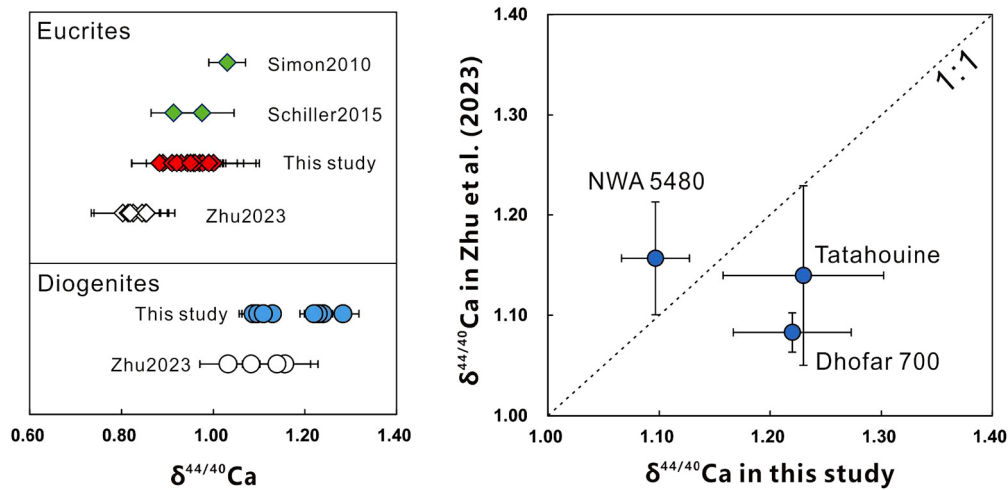 Eucrites
Simon2010
Schiller2015
This study
Zhu2023
Diogenites
This study
Zhu2023
0.60 0.80 1.00 1.20 1.40
δ⁴⁴/⁴⁰Ca
1.40
1.30
1.20
1.10
1.00
δ⁴⁴/⁴⁰Ca in Zhu et al. (2023)
1:1
NWA 5480
Tatahouine
Dhofar 700
1.00 1.10 1.20 1.30 1.40
δ⁴⁴/⁴⁰Ca in this study